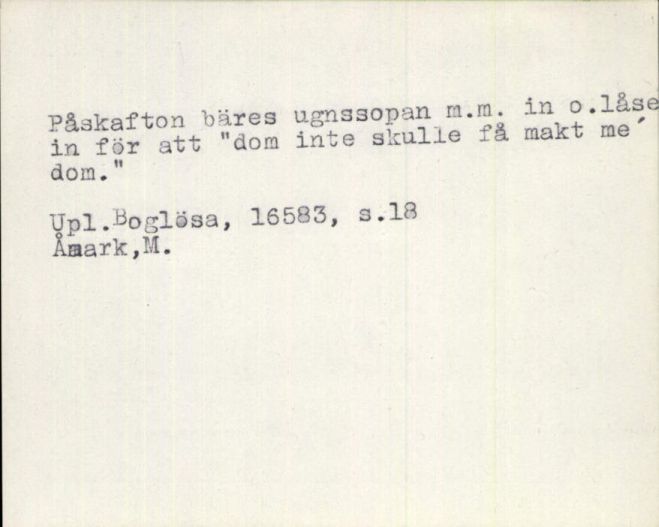 Påskafton bäres ugnssopan m.m. in o.låse
in för att "dom inte skulle få makt me´
dom."
Upl.Boglösa, 16583, s.18
Åmark,M.